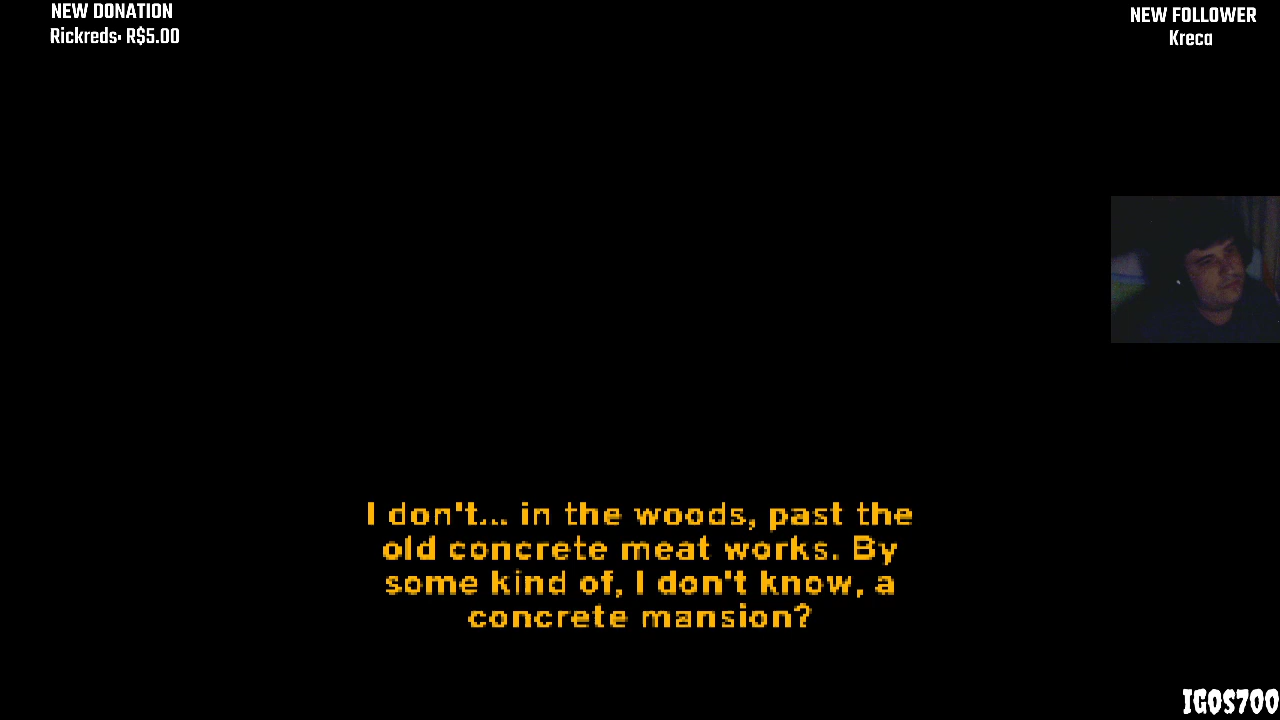 NEW DONATION
Rickreds: R$5.00
NEW FOLLOWER
Kreca
I don't... in the woods, past the
old concrete meat works. By
some kind of, I don't know, a
concrete mansion?
IGOS700